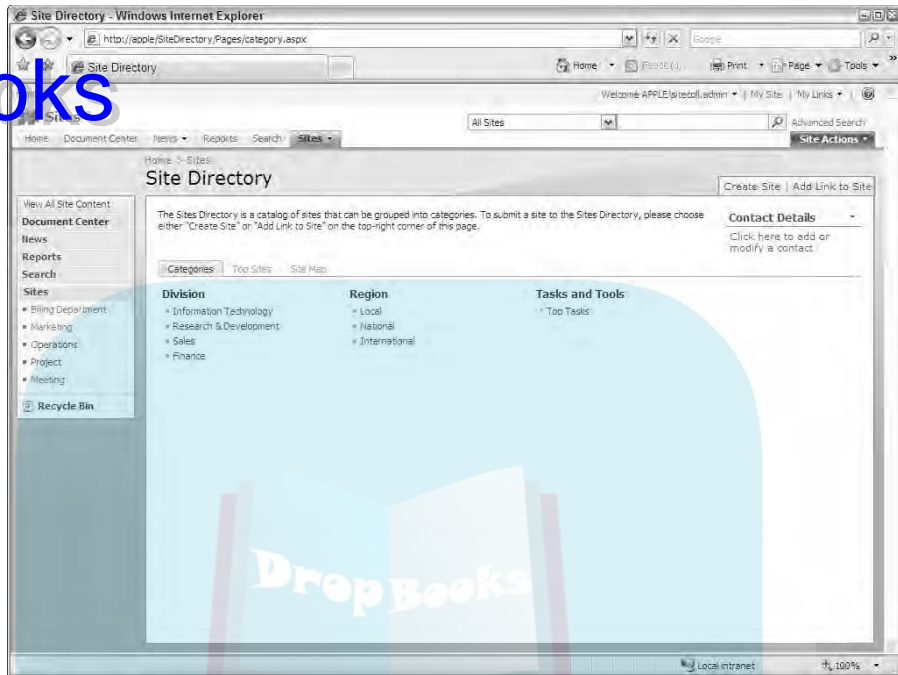 Site Directory - Windows Internet Explorer
http://apple/SiteDirectory/Pages/category.aspx
Google
Site Directory
Home
Print
Page
Tools
»
oks
Welcome APPLE\sitecoll.admin
My Site
My Links
Sites
All Sites
Advanced Search
Home Document Center News Reports Search Sites
Site Actions
Home > Sites
Site Directory
Create Site | Add Link to Site
View All Site Content
Document Center
News
Reports
Search
Sites
Billing Department
Marketing
Operations
Project
Meeting
Recycle Bin
The Sites Directory is a catalog of sites that can be grouped into categories. To submit a site to the Sites Directory, please choose
either "Create Site" or "Add Link to Site" on the top-right corner of this page.
Contact Details
Click here to add or
modify a contact
Categories Top Sites Site Map
Division
Information Technology
Research & Development
Sales
Finance
Region
Local
National
International
Tasks and Tools
Top Tasks
DropBooks
Local intranet
100%